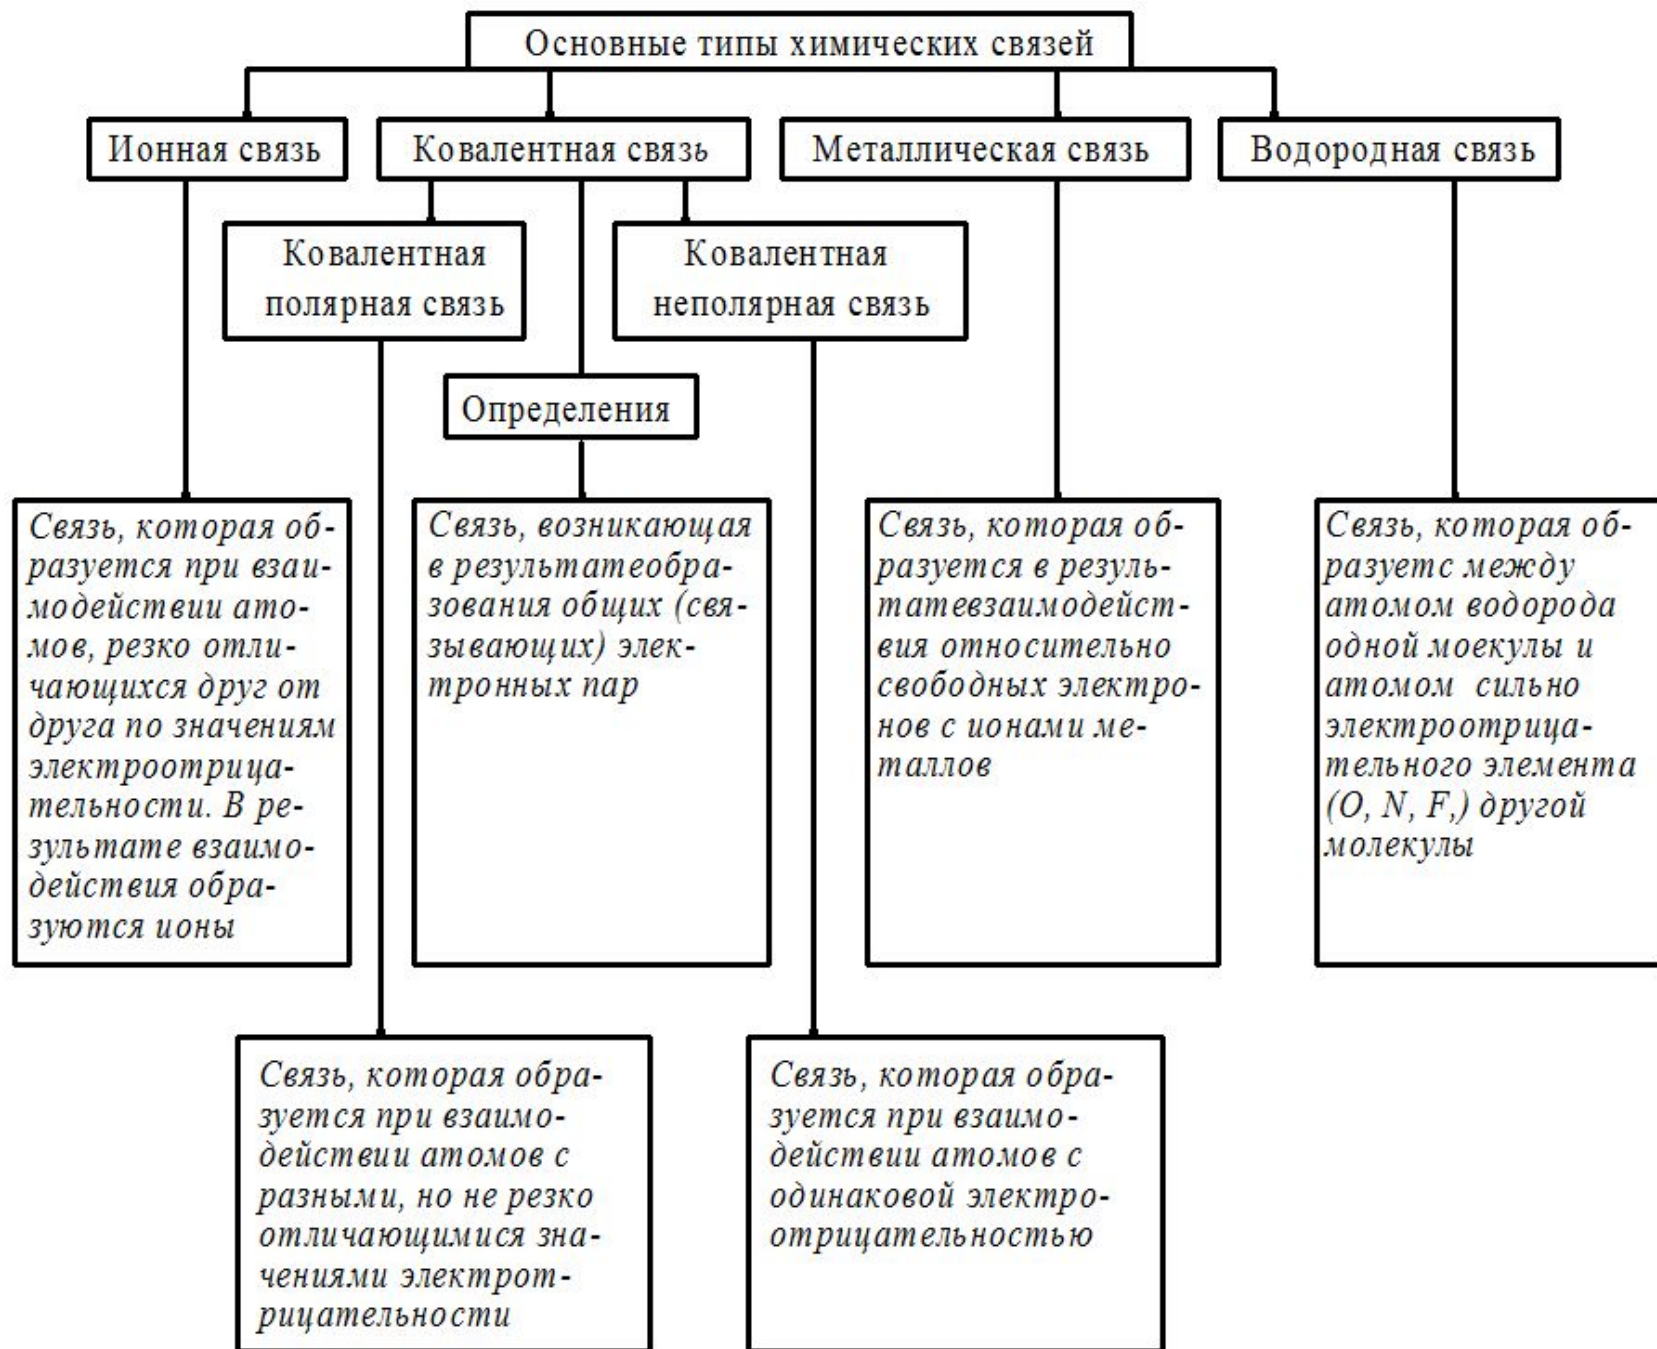 Основные типы химических связей
Ионная связь
Ковалентная связь
Металлическая связь
Водородная связь
Ковалентная
полярная связь
Ковалентная
неполярная связь
Определения
Связь, которая об-
разуется при взаи-
модействии ато-
мов, резко отли-
чающихся друг от
друга по значениям
электроотрица-
тельности. В ре-
зультате взаимо-
действия обра-
зуются ионы
Связь, возникающая
в результатеобра-
зования общих (свя-
зывающих) элек-
тронных пар
Связь, которая об-
разуется в резуль-
татевзаимодейст-
вия относительно
свободных электро-
нов с ионами ме-
таллов
Связь, которая об-
разуетс между
атомом водорода
одной моекулы и
атомом сильно
электроотрица-
тельного элемента
(O, N, F,) другой
молекулы
Связь, которая обра-
зуется при взаимо-
действии атомов с
разными, но не резко
отличающимися зна-
чениями электрот-
рицательности
Связь, которая обра-
зуется при взаимо-
действии атомов с
одинаковой электро-
отрицательностью